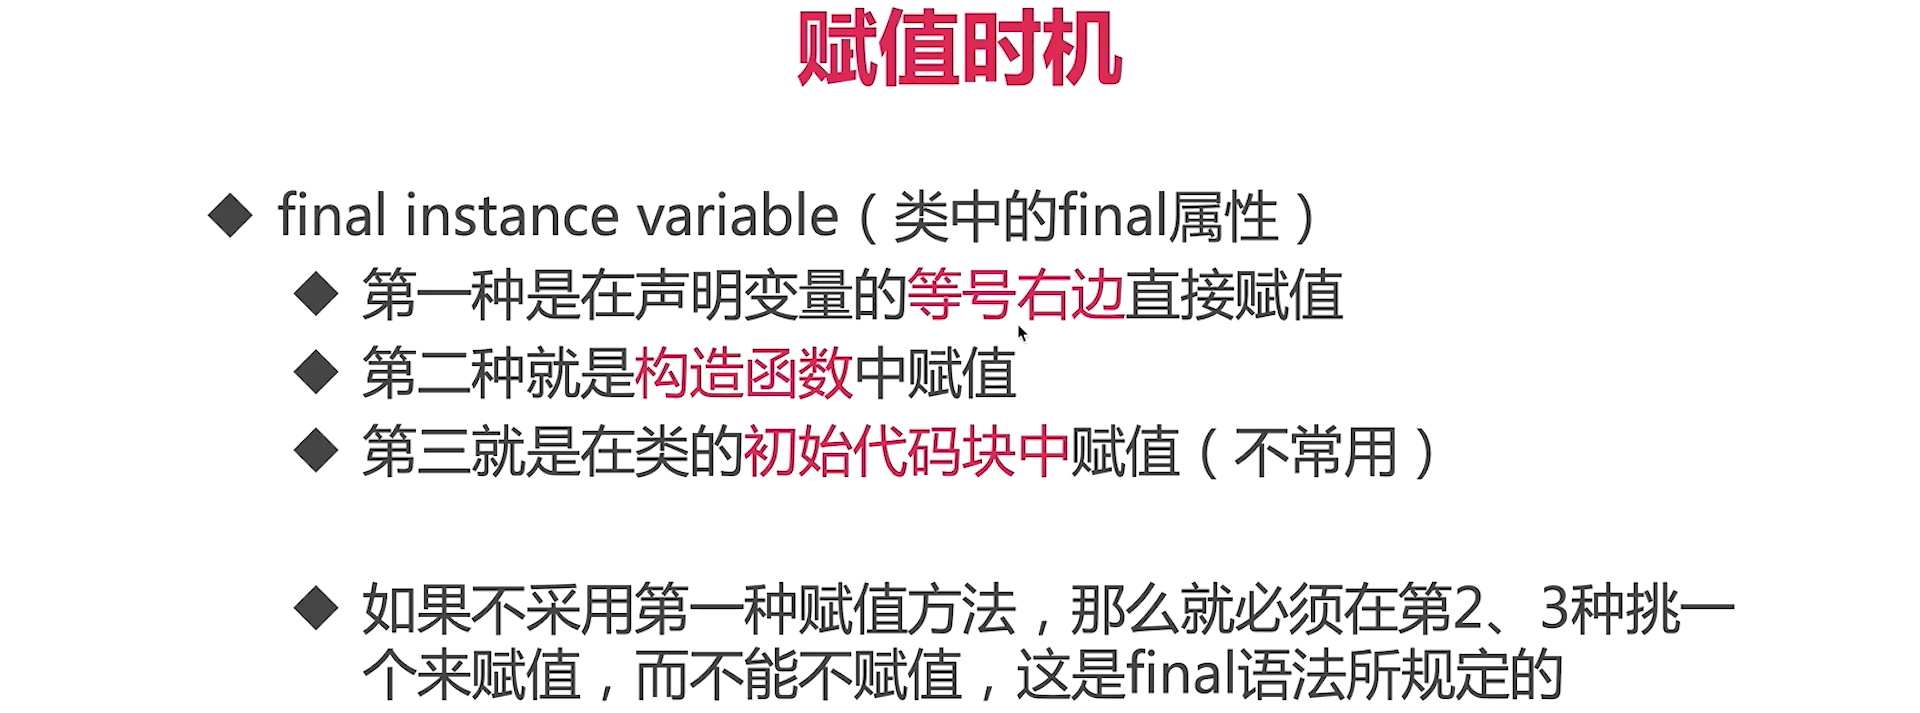 赋值时机
◆ final instance variable（类中的final属性）
◆ 第一种是在声明变量的等号右边直接赋值
◆ 第二种就是构造函数中赋值
◆ 第三就是在类的初始代码块中赋值（不常用）
◆ 如果不采用第一种赋值方法，那么就必须在第2、3种挑一
个来赋值，而不能不赋值，这是final语法所规定的